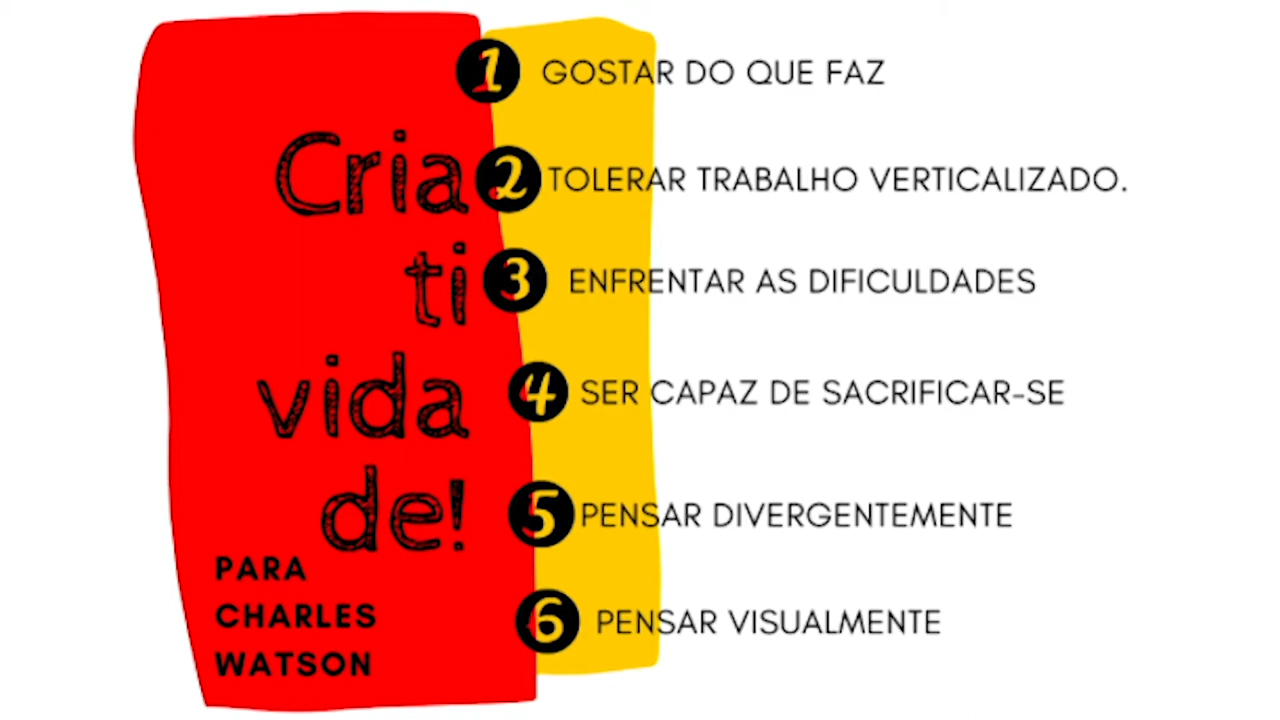 Cria
ti
vida
de!
PARA
CHARLES
WATSON
1 GOSTAR DO QUE FAZ
2 TOLERAR TRABALHO VERTICALIZADO.
3 ENFRENTAR AS DIFICULDADES
4 SER CAPAZ DE SACRIFICAR-SE
5 PENSAR DIVERGENTEMENTE
6 PENSAR VISUALMENTE